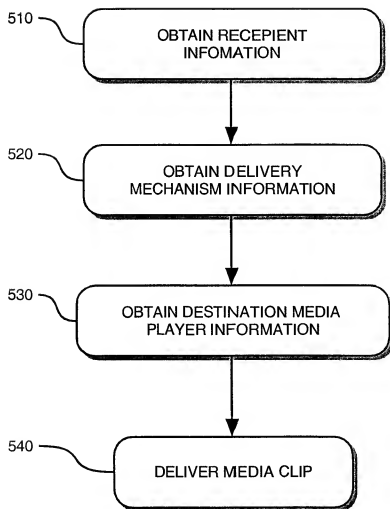 510
OBTAIN RECEPIENT
INFOMATION
520
OBTAIN DELIVERY
MECHANISM INFORMATION
530
OBTAIN DESTINATION MEDIA
PLAYER INFORMATION
540
DELIVER MEDIA CLIP